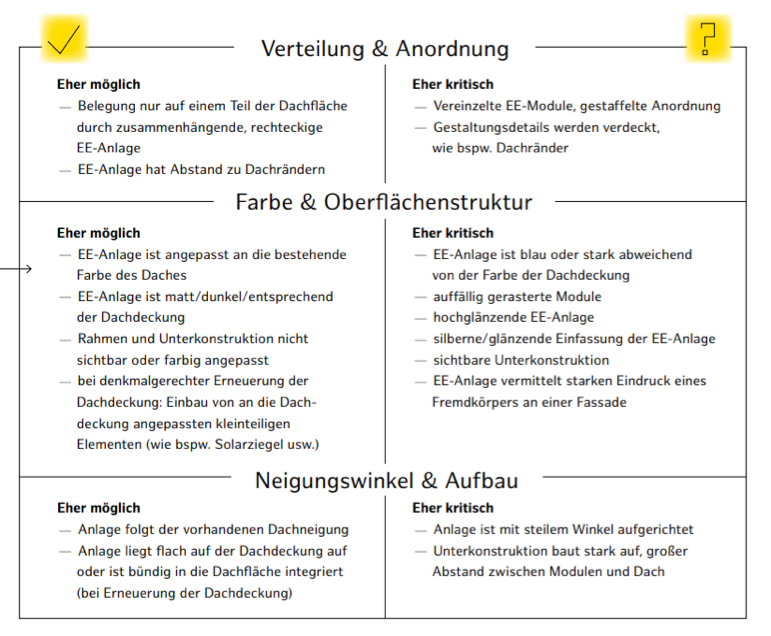 Verteilung & Anordnung
Eher möglich
— Belegung nur auf einem Teil der Dachfläche
durch zusammenhängende, rechteckige
EE-Anlage
— EE-Anlage hat Abstand zu Dachrändern
Eher kritisch
— Vereinzelte EE-Module, gestaffelte Anordnung
— Gestaltungsdetails werden verdeckt,
wie bspw. Dachränder
Farbe & Oberflächenstruktur
Eher möglich
— EE-Anlage ist angepasst an die bestehende
Farbe des Daches
— EE-Anlage ist matt/dunkel/entsprechend
der Dachdeckung
— Rahmen und Unterkonstruktion nicht
sichtbar oder farbig angepasst
— bei denkmalgerechter Erneuerung der
Dachdeckung: Einbau von an die Dach-
deckung angepassten kleinteiligen
Elementen (wie bspw. Solarziegel usw.)
Eher kritisch
— EE-Anlage ist blau oder stark abweichend
von der Farbe der Dachdeckung
— auffällig gerasterte Module
— hochglänzende EE-Anlage
— silberne/glänzende Einfassung der EE-Anlage
— sichtbare Unterkonstruktion
— EE-Anlage vermittelt starken Eindruck eines
Fremdkörpers an einer Fassade
Neigungswinkel & Aufbau
Eher möglich
— Anlage folgt der vorhandenen Dachneigung
— Anlage liegt flach auf der Dachdeckung auf
oder ist bündig in die Dachfläche integriert
(bei Erneuerung der Dachdeckung)
Eher kritisch
— Anlage ist mit steilem Winkel aufgerichtet
— Unterkonstruktion baut stark auf, großer
Abstand zwischen Modulen und Dach